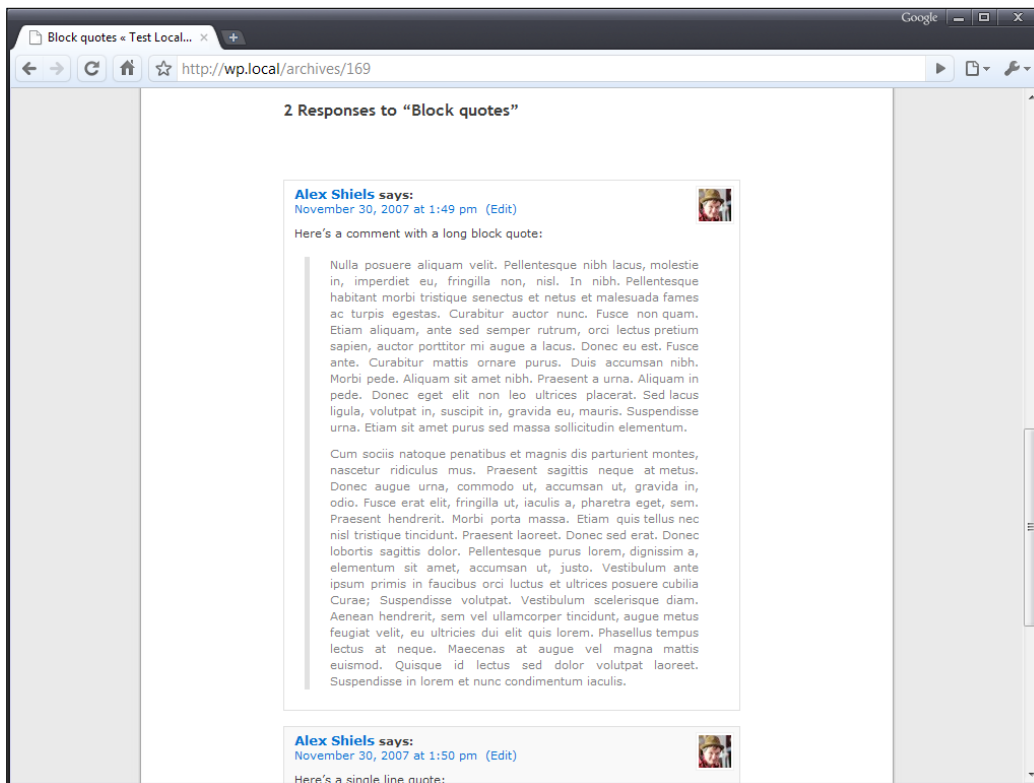 Google
Block quotes « Test Local...
http://wp.local/archives/169
2 Responses to “Block quotes”
Alex Shiels says:
November 30, 2007 at 1:49 pm (Edit)
Here’s a comment with a long block quote:
Nulla posuere aliquam velit. Pellentesque nibh lacus, molestie
in, imperdiet eu, fringilla non, nisl. In nibh. Pellentesque
habitant morbi tristique senectus et netus et malesuada fames
ac turpis egestas. Curabitur auctor nunc. Fusce non quam.
Etiam aliquam, ante sed semper rutrum, orci lectus pretium
sapien, auctor porttitor mi augue a lacus. Donec eu est. Fusce
ante. Curabitur mattis ornare purus. Duis accumsan nibh.
Morbi pede. Aliquam sit amet nibh. Praesent a urna. Aliquam in
pede. Donec eget elit non leo ultrices placerat. Sed lacus
ligula, volutpat in, suscipit in, gravida eu, mauris. Suspendisse
urna. Etiam sit amet purus sed massa sollicitudin elementum.
Cum sociis natoque penatibus et magnis dis parturient montes,
nascetur ridiculus mus. Praesent sagittis neque at metus.
Donec augue urna, commodo ut, accumsan ut, gravida in,
odio. Fusce erat elit, fringilla ut, iaculis a, pharetra eget, sem.
Praesent hendrerit. Morbi porta massa. Etiam quis tellus nec
nisl tristique tincidunt. Praesent laoreet. Donec sed erat. Donec
lobortis sagittis dolor. Pellentesque purus lorem, dignissim a,
elementum sit amet, accumsan ut, justo. Vestibulum ante
ipsum primis in faucibus orci luctus et ultrices posuere cubilia
Curae; Suspendisse volutpat. Vestibulum scelerisque diam.
Aenean hendrerit, sem vel ullamcorper tincidunt, augue metus
feugiat velit, eu ultricies dui elit quis lorem. Phasellus tempus
lectus at neque. Maecenas at augue vel magna mattis
euismod. Quisque id lectus sed dolor volutpat laoreet.
Suspendisse in lorem et nunc condimentum iaculis.
Alex Shiels says:
November 30, 2007 at 1:50 pm (Edit)
Here’s a single line quote: